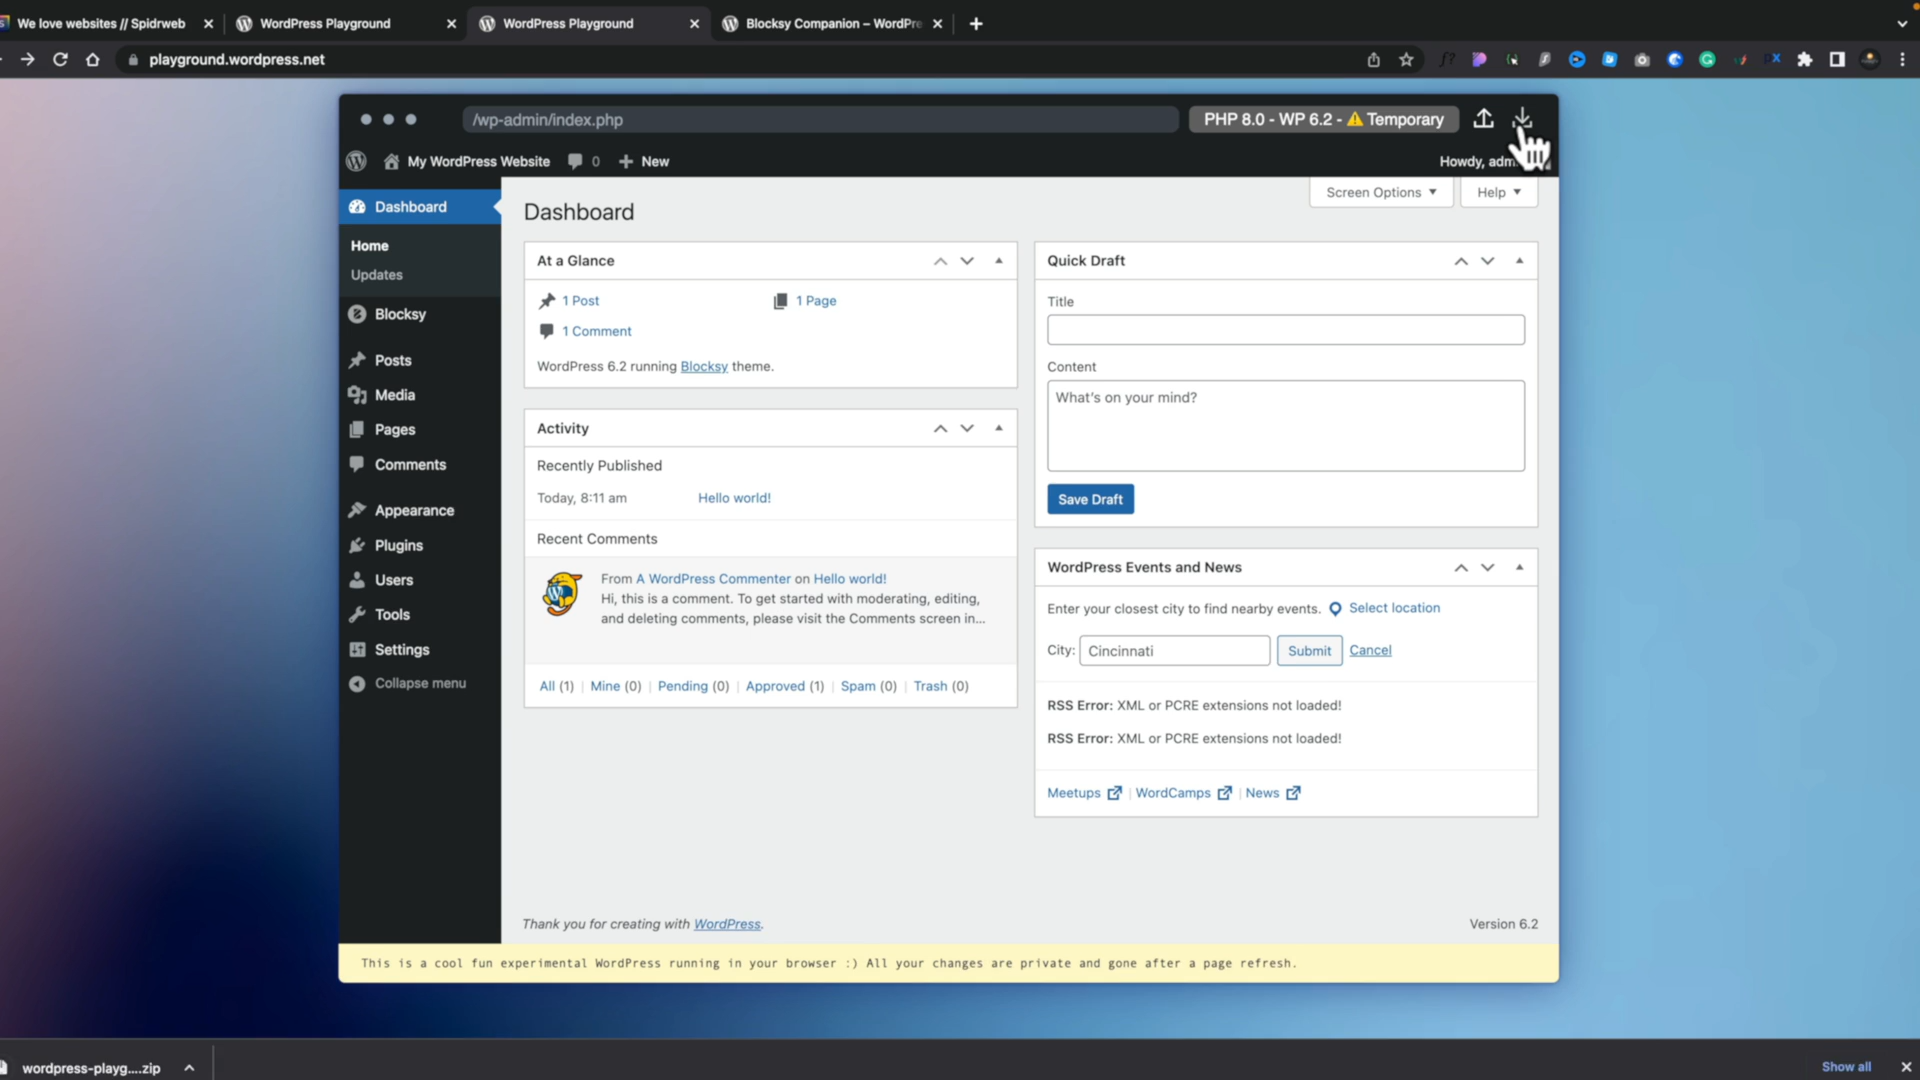 We love websites // Spidrweb
WordPress Playground
WordPress Playground
Blocksy Companion – WordPre
playground.wordpress.net
/wp-admin/index.php
PHP 8.0 - WP 6.2 - ⚠ Temporary
My WordPress Website
0
New
Howdy, adm
Screen Options
Help
Dashboard
Home
Updates
Blocksy
Posts
Media
Pages
Comments
Appearance
Plugins
Users
Tools
Settings
Collapse menu
Dashboard
At a Glance
1 Post
1 Page
1 Comment
WordPress 6.2 running Blocksy theme.
Activity
Recently Published
Today, 8:11 am Hello world!
Recent Comments
From A WordPress Commenter on Hello world!
Hi, this is a comment. To get started with moderating, editing,
and deleting comments, please visit the Comments screen in...
All (1) | Mine (0) | Pending (0) | Approved (1) | Spam (0) | Trash (0)
Quick Draft
Title
Content
What's on your mind?
Save Draft
WordPress Events and News
Enter your closest city to find nearby events. Select location
City: Cincinnati Submit Cancel
RSS Error: XML or PCRE extensions not loaded!
RSS Error: XML or PCRE extensions not loaded!
Meetups | WordCamps | News
Thank you for creating with WordPress.
Version 6.2
This is a cool fun experimental WordPress running in your browser :) All your changes are private and gone after a page refresh.
wordpress-playg....zip
Show all